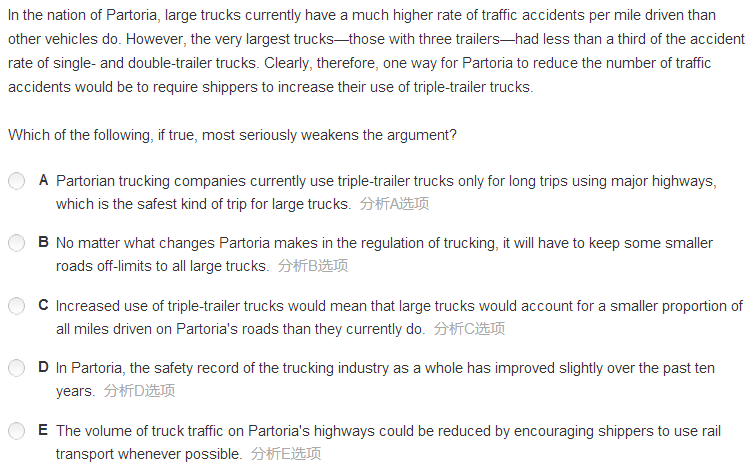 In the nation of Partoria, large trucks currently have a much higher rate of traffic accidents per mile driven than
other vehicles do. However, the very largest trucks—those with three trailers—had less than a third of the accident
rate of single- and double-trailer trucks. Clearly, therefore, one way for Partoria to reduce the number of traffic
accidents would be to require shippers to increase their use of triple-trailer trucks.
Which of the following, if true, most seriously weakens the argument?
A Partorian trucking companies currently use triple-trailer trucks only for long trips using major highways,
which is the safest kind of trip for large trucks. 分析A选项
B No matter what changes Partoria makes in the regulation of trucking, it will have to keep some smaller
roads off-limits to all large trucks. 分析B选项
C Increased use of triple-trailer trucks would mean that large trucks would account for a smaller proportion of
all miles driven on Partoria's roads than they currently do. 分析C选项
D In Partoria, the safety record of the trucking industry as a whole has improved slightly over the past ten
years. 分析D选项
E The volume of truck traffic on Partoria's highways could be reduced by encouraging shippers to use rail
transport whenever possible. 分析E选项